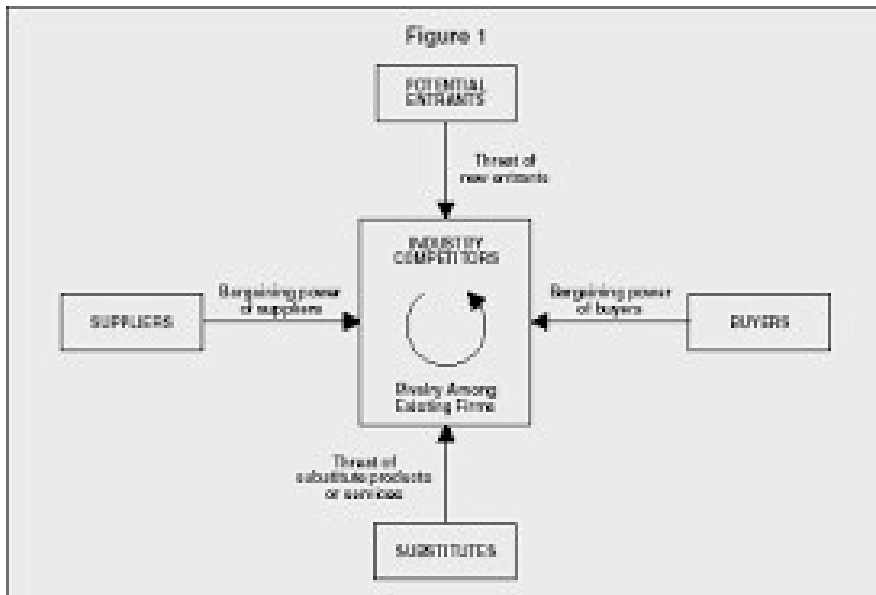 Figure 1
POTENTIAL
ENTRANTS
Threat of
new entrants
INDUSTRY
COMPETITORS
Bargaining power
of suppliers
Bargaining power
of buyers
SUPPLIERS
BUYERS
Rivalry Among
Existing Firms
Threat of
substitute products
or services
SUBSTITUTES